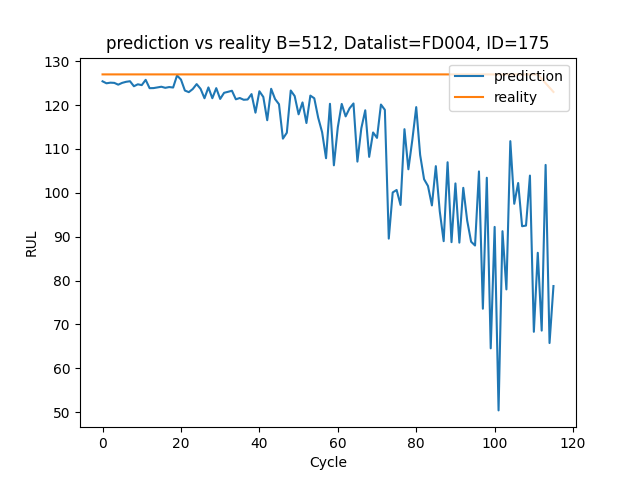 prediction vs reality B=512, Datalist=FD004, ID=175
prediction
reality
RUL
130
120
110
100
90
80
70
60
50
0 20 40 60 80 100 120
Cycle